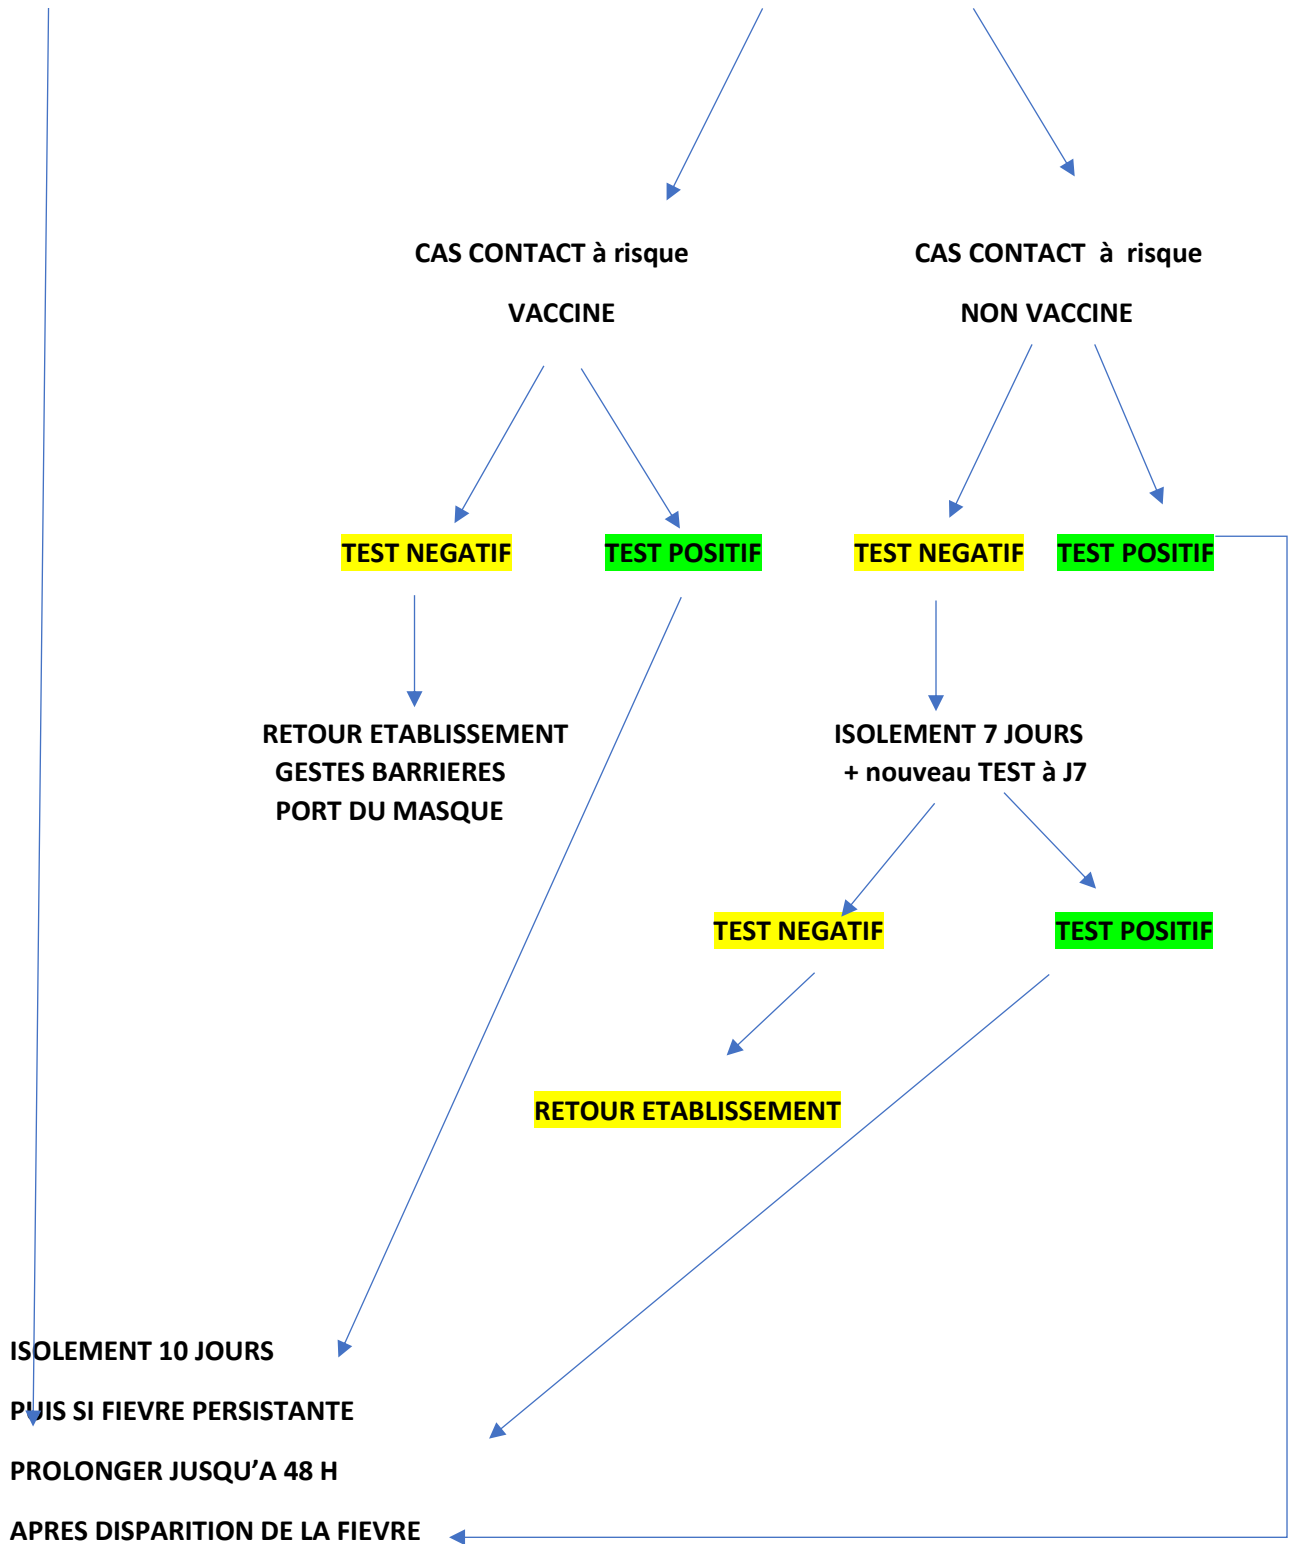 CAS CONTACT à risque
CAS CONTACT à risque
VACCINE
NON VACCINE
TEST NEGATIF
TEST POSITIF
TEST NEGATIF
TEST POSITIF
RETOUR ETABLISSEMENT
GESTES BARRIERES
PORT DU MASQUE
ISOLEMENT 7 JOURS
+ nouveau TEST à J7
TEST NEGATIF
TEST POSITIF
RETOUR ETABLISSEMENT
ISOLEMENT 10 JOURS
PUIS SI FIEVRE PERSISTANTE
PROLONGER JUSQU’A 48 H
APRES DISPARITION DE LA FIEVRE